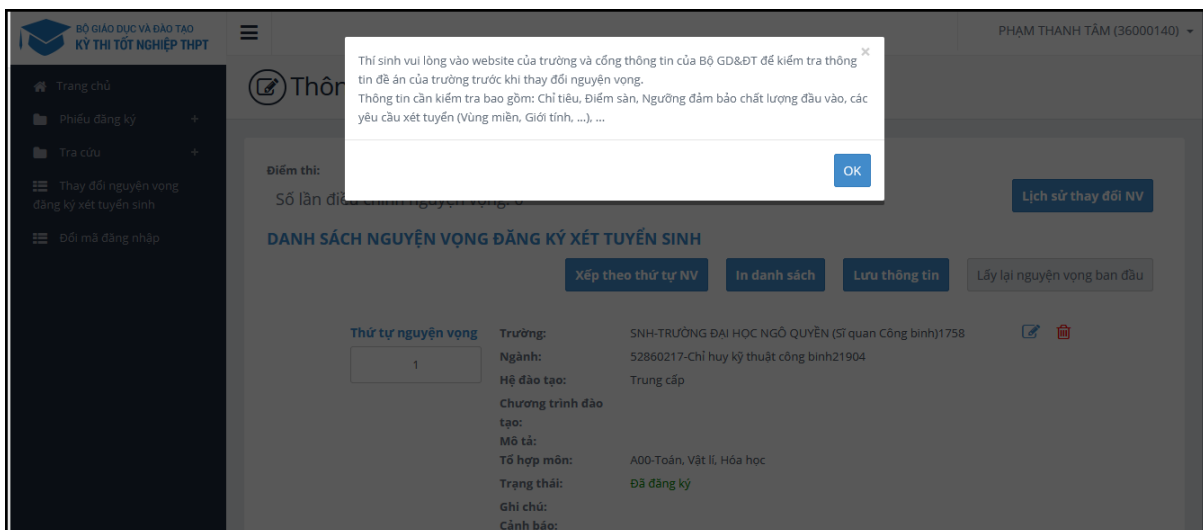 BỘ GIÁO DỤC VÀ ĐÀO TẠO
KỲ THI TỐT NGHIỆP THPT
PHẠM THANH TÂM (36000140)
Trang chủ
Phiếu đăng ký +
Tra cứu +
Thay đổi nguyện vọng
đăng ký xét tuyển sinh
Đổi mã đăng nhập
Thôn
×
Thí sinh vui lòng vào website của trường và cổng thông tin của Bộ GD&ĐT để kiểm tra thông
tin đề án của trường trước khi thay đổi nguyện vọng.
Thông tin cần kiểm tra bao gồm: Chỉ tiêu, Điểm sàn, Ngưỡng đảm bảo chất lượng đầu vào, các
yêu cầu xét tuyển (Vùng miền, Giới tính, ...), ...
OK
Điểm thi:
Số lần điều chỉnh nguyện vọng: 0
Lịch sử thay đổi NV
DANH SÁCH NGUYỆN VỌNG ĐĂNG KÝ XÉT TUYỂN SINH
Xếp theo thứ tự NV In danh sách Lưu thông tin Lấy lại nguyện vọng ban đầu
Thứ tự nguyện vọng
1
Trường: SNH-TRƯỜNG ĐẠI HỌC NGÔ QUYỀN (Sĩ quan Công binh)1758
Ngành: 52860217-Chỉ huy kỹ thuật công binh21904
Hệ đào tạo: Trung cấp
Chương trình đào
tạo:
Mô tả:
Tổ hợp môn: A00-Toán, Vật lí, Hóa học
Trạng thái: Đã đăng ký
Ghi chú:
Cảnh báo: